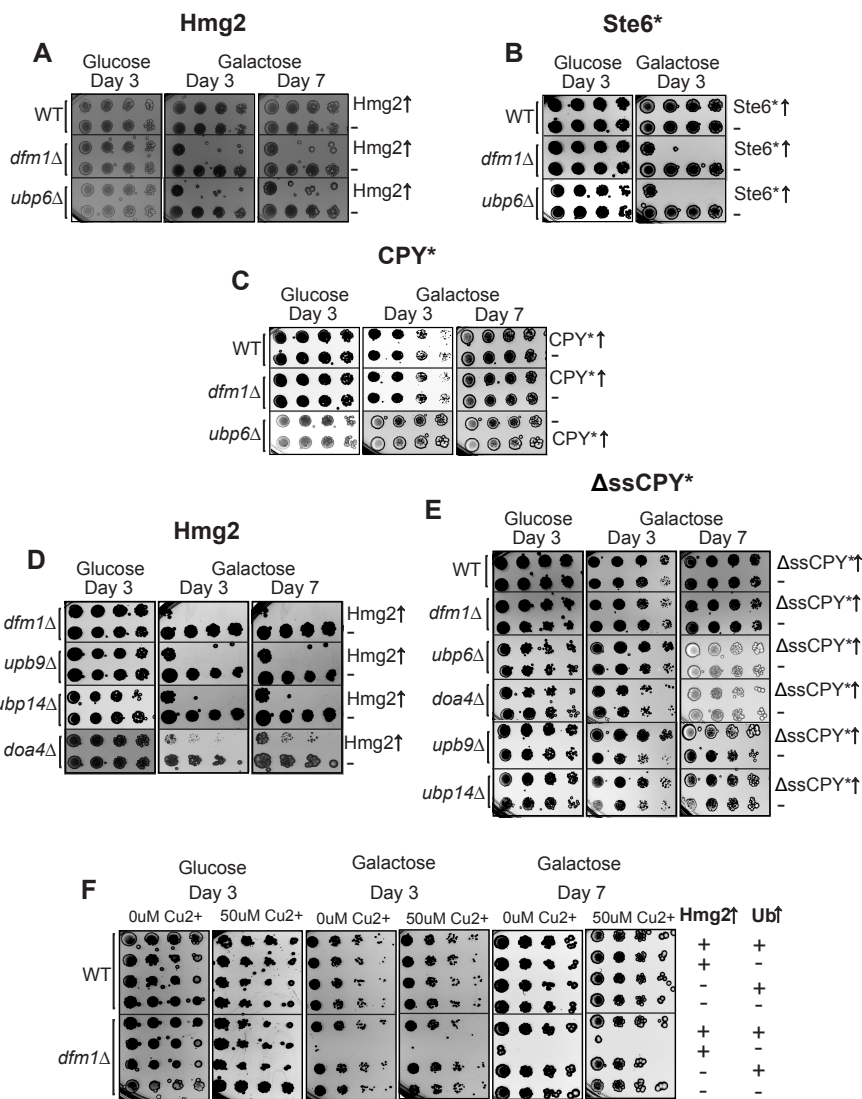 Hmg2
A
Glucose Galactose
Day 3 Day 3 Day 7
WT Hmg2↑
-
dfm1Δ Hmg2↑
-
ubp6Δ Hmg2↑
-
Ste6*
B
Glucose Galactose
Day 3 Day 3
WT Ste6*↑
-
dfm1Δ Ste6*↑
-
ubp6Δ Ste6*↑
-
CPY*
C
Glucose Galactose
Day 3 Day 3 Day 7
WT CPY*↑
-
dfm1Δ CPY*↑
-
ubp6Δ -
CPY*↑
Hmg2
D
Glucose Galactose
Day 3 Day 3 Day 7
dfm1Δ Hmg2↑
-
upb9Δ Hmg2↑
-
ubp14Δ Hmg2↑
-
doa4Δ Hmg2↑
-
ΔssCPY*
E
Glucose Galactose
Day 3 Day 3 Day 7
WT ΔssCPY*↑
-
dfm1Δ ΔssCPY*↑
-
ubp6Δ ΔssCPY*↑
-
doa4Δ ΔssCPY*↑
-
upb9Δ ΔssCPY*↑
-
ubp14Δ ΔssCPY*↑
-
F
Glucose Galactose Galactose
Day 3 Day 3 Day 7
0uM Cu2+ 50uM Cu2+ 0uM Cu2+ 50uM Cu2+ 0uM Cu2+ 50uM Cu2+ Hmg2↑ Ub↑
WT + +
+ -
- +
- -
dfm1Δ + +
+ -
- +
- -